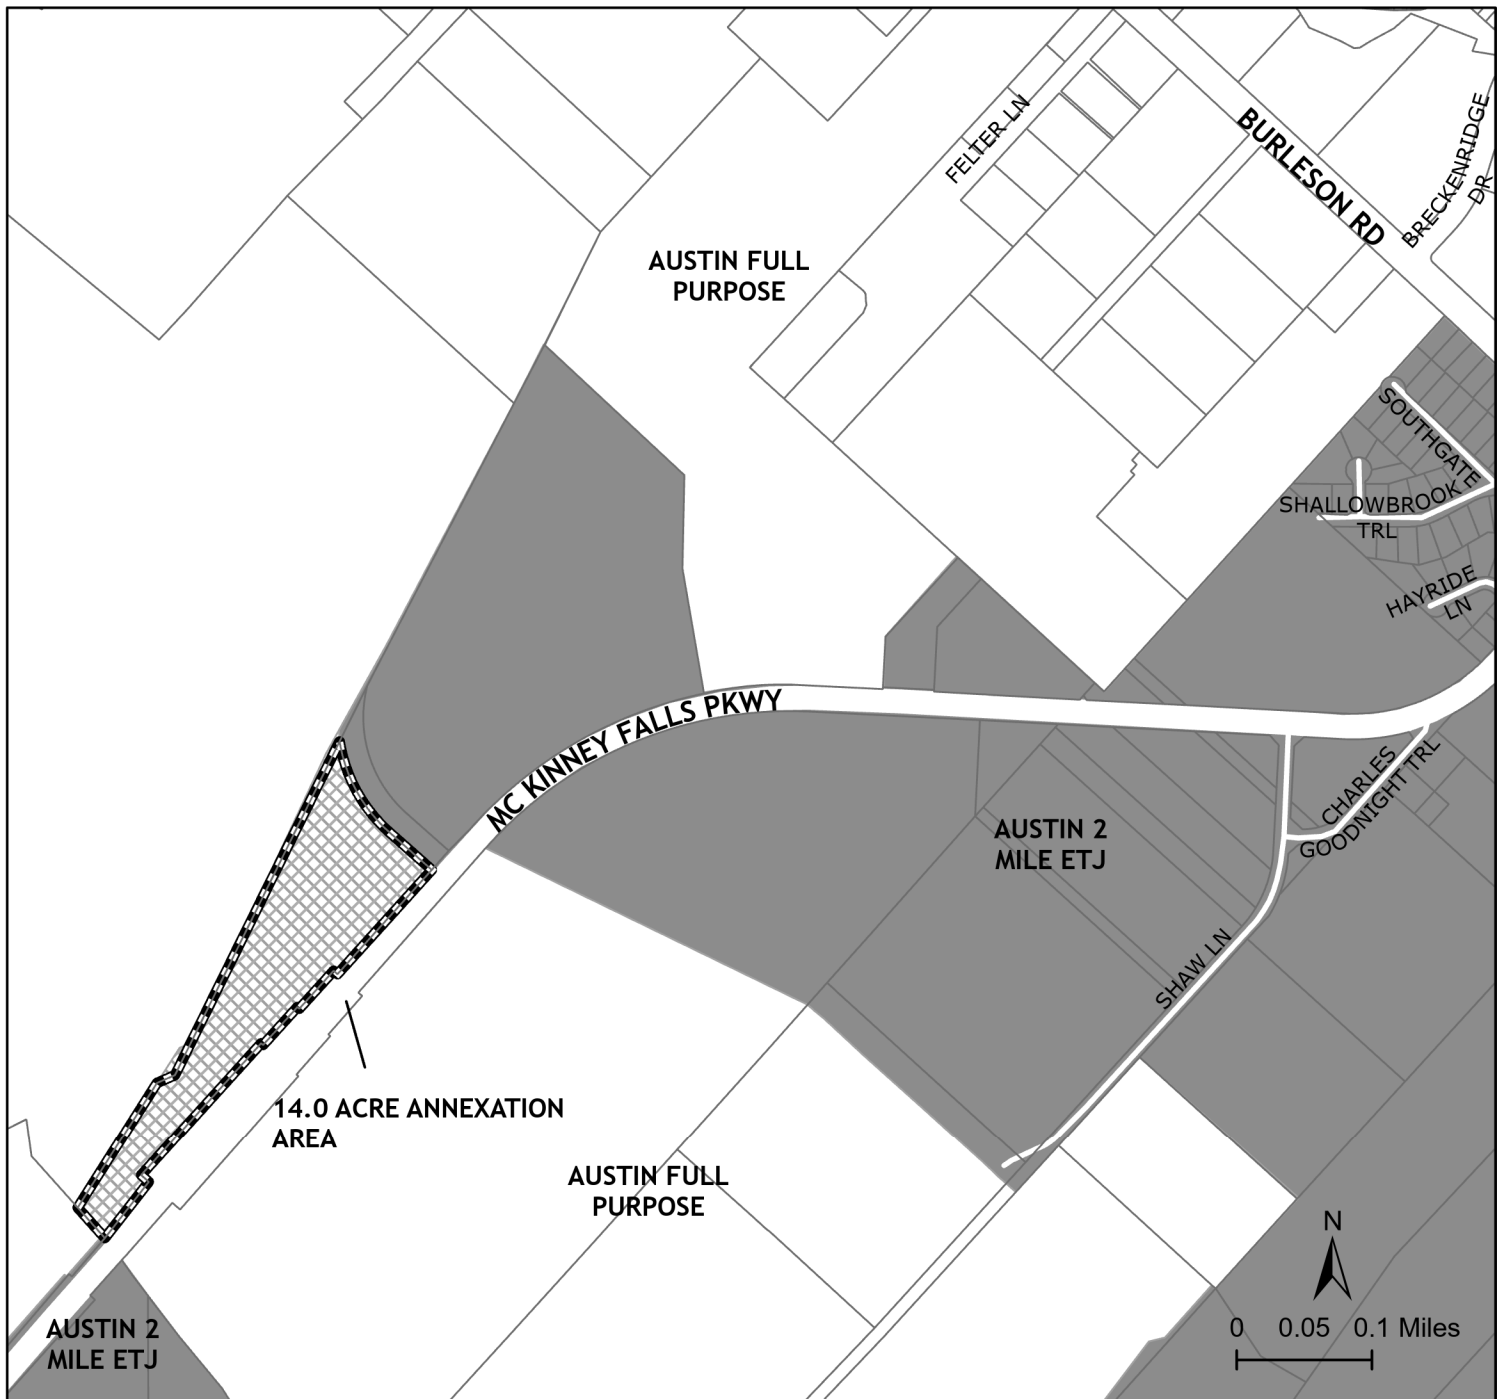 BURLESON RD
BRECKENRIDGE
DR
FELTER LN
AUSTIN FULL
PURPOSE
SOUTHGATE
SHALLOWBROOK
TRL
HAYRIDE
LN
MC KINNEY FALLS PKWY
CHARLES
GOODNIGHT TRL
AUSTIN 2
MILE ETJ
SHAW LN
14.0 ACRE ANNEXATION
AREA
AUSTIN FULL
PURPOSE
N
0 0.05 0.1 Miles
AUSTIN 2
MILE ETJ